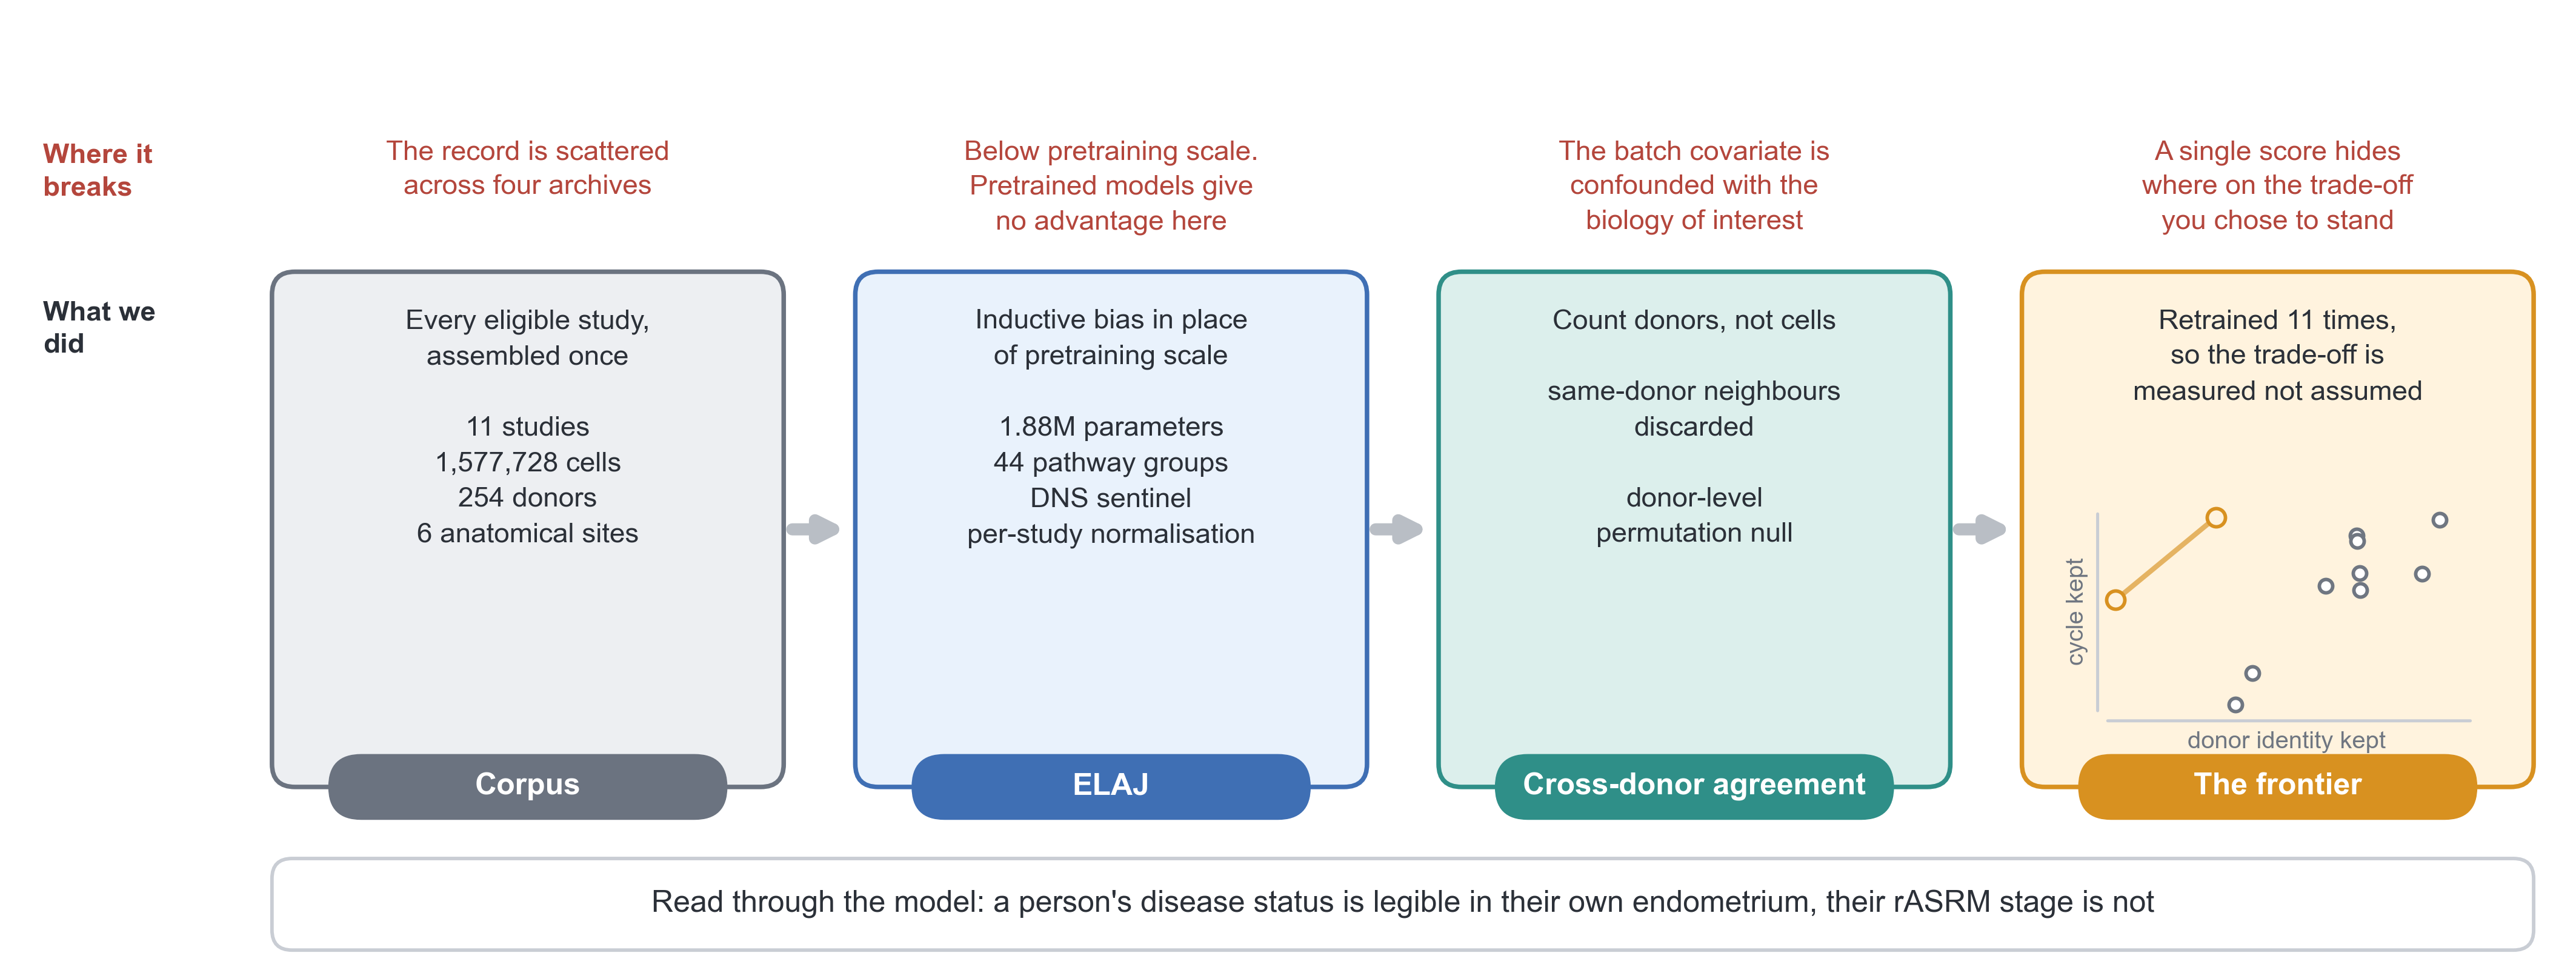 Where it
breaks
The record is scattered
across four archives
Below pretraining scale.
Pretrained models give
no advantage here
The batch covariate is
confounded with the
biology of interest
A single score hides
where on the trade-off
you chose to stand
What we
did
Every eligible study,
assembled once
11 studies
1,577,728 cells
254 donors
6 anatomical sites
Corpus
Inductive bias in place
of pretraining scale
1.88M parameters
44 pathway groups
DNS sentinel
per-study normalisation
ELAJ
Count donors, not cells
same-donor neighbours
discarded
donor-level
permutation null
Cross-donor agreement
Retrained 11 times,
so the trade-off is
measured not assumed
cycle kept
donor identity kept
The frontier
Read through the model: a person's disease status is legible in their own endometrium, their rASRM stage is not